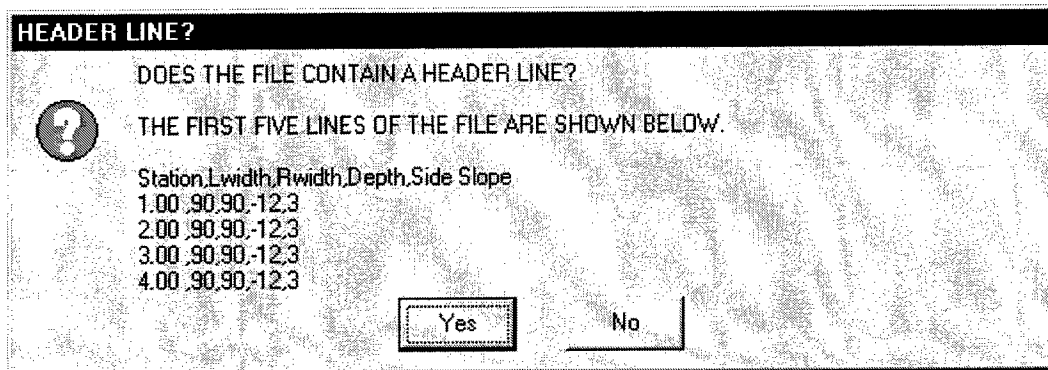 HEADER LINE?
DOES THE FILE CONTAIN A HEADER LINE?
THE FIRST FIVE LINES OF THE FILE ARE SHOWN BELOW.
Station,Lwidth,Rwidth,Depth,Side Slope
1.00 ,90,90,-12,3
2.00 ,90,90,-12,3
3.00 ,90,90,-12,3
4.00 ,90,90,-12,3
Yes No